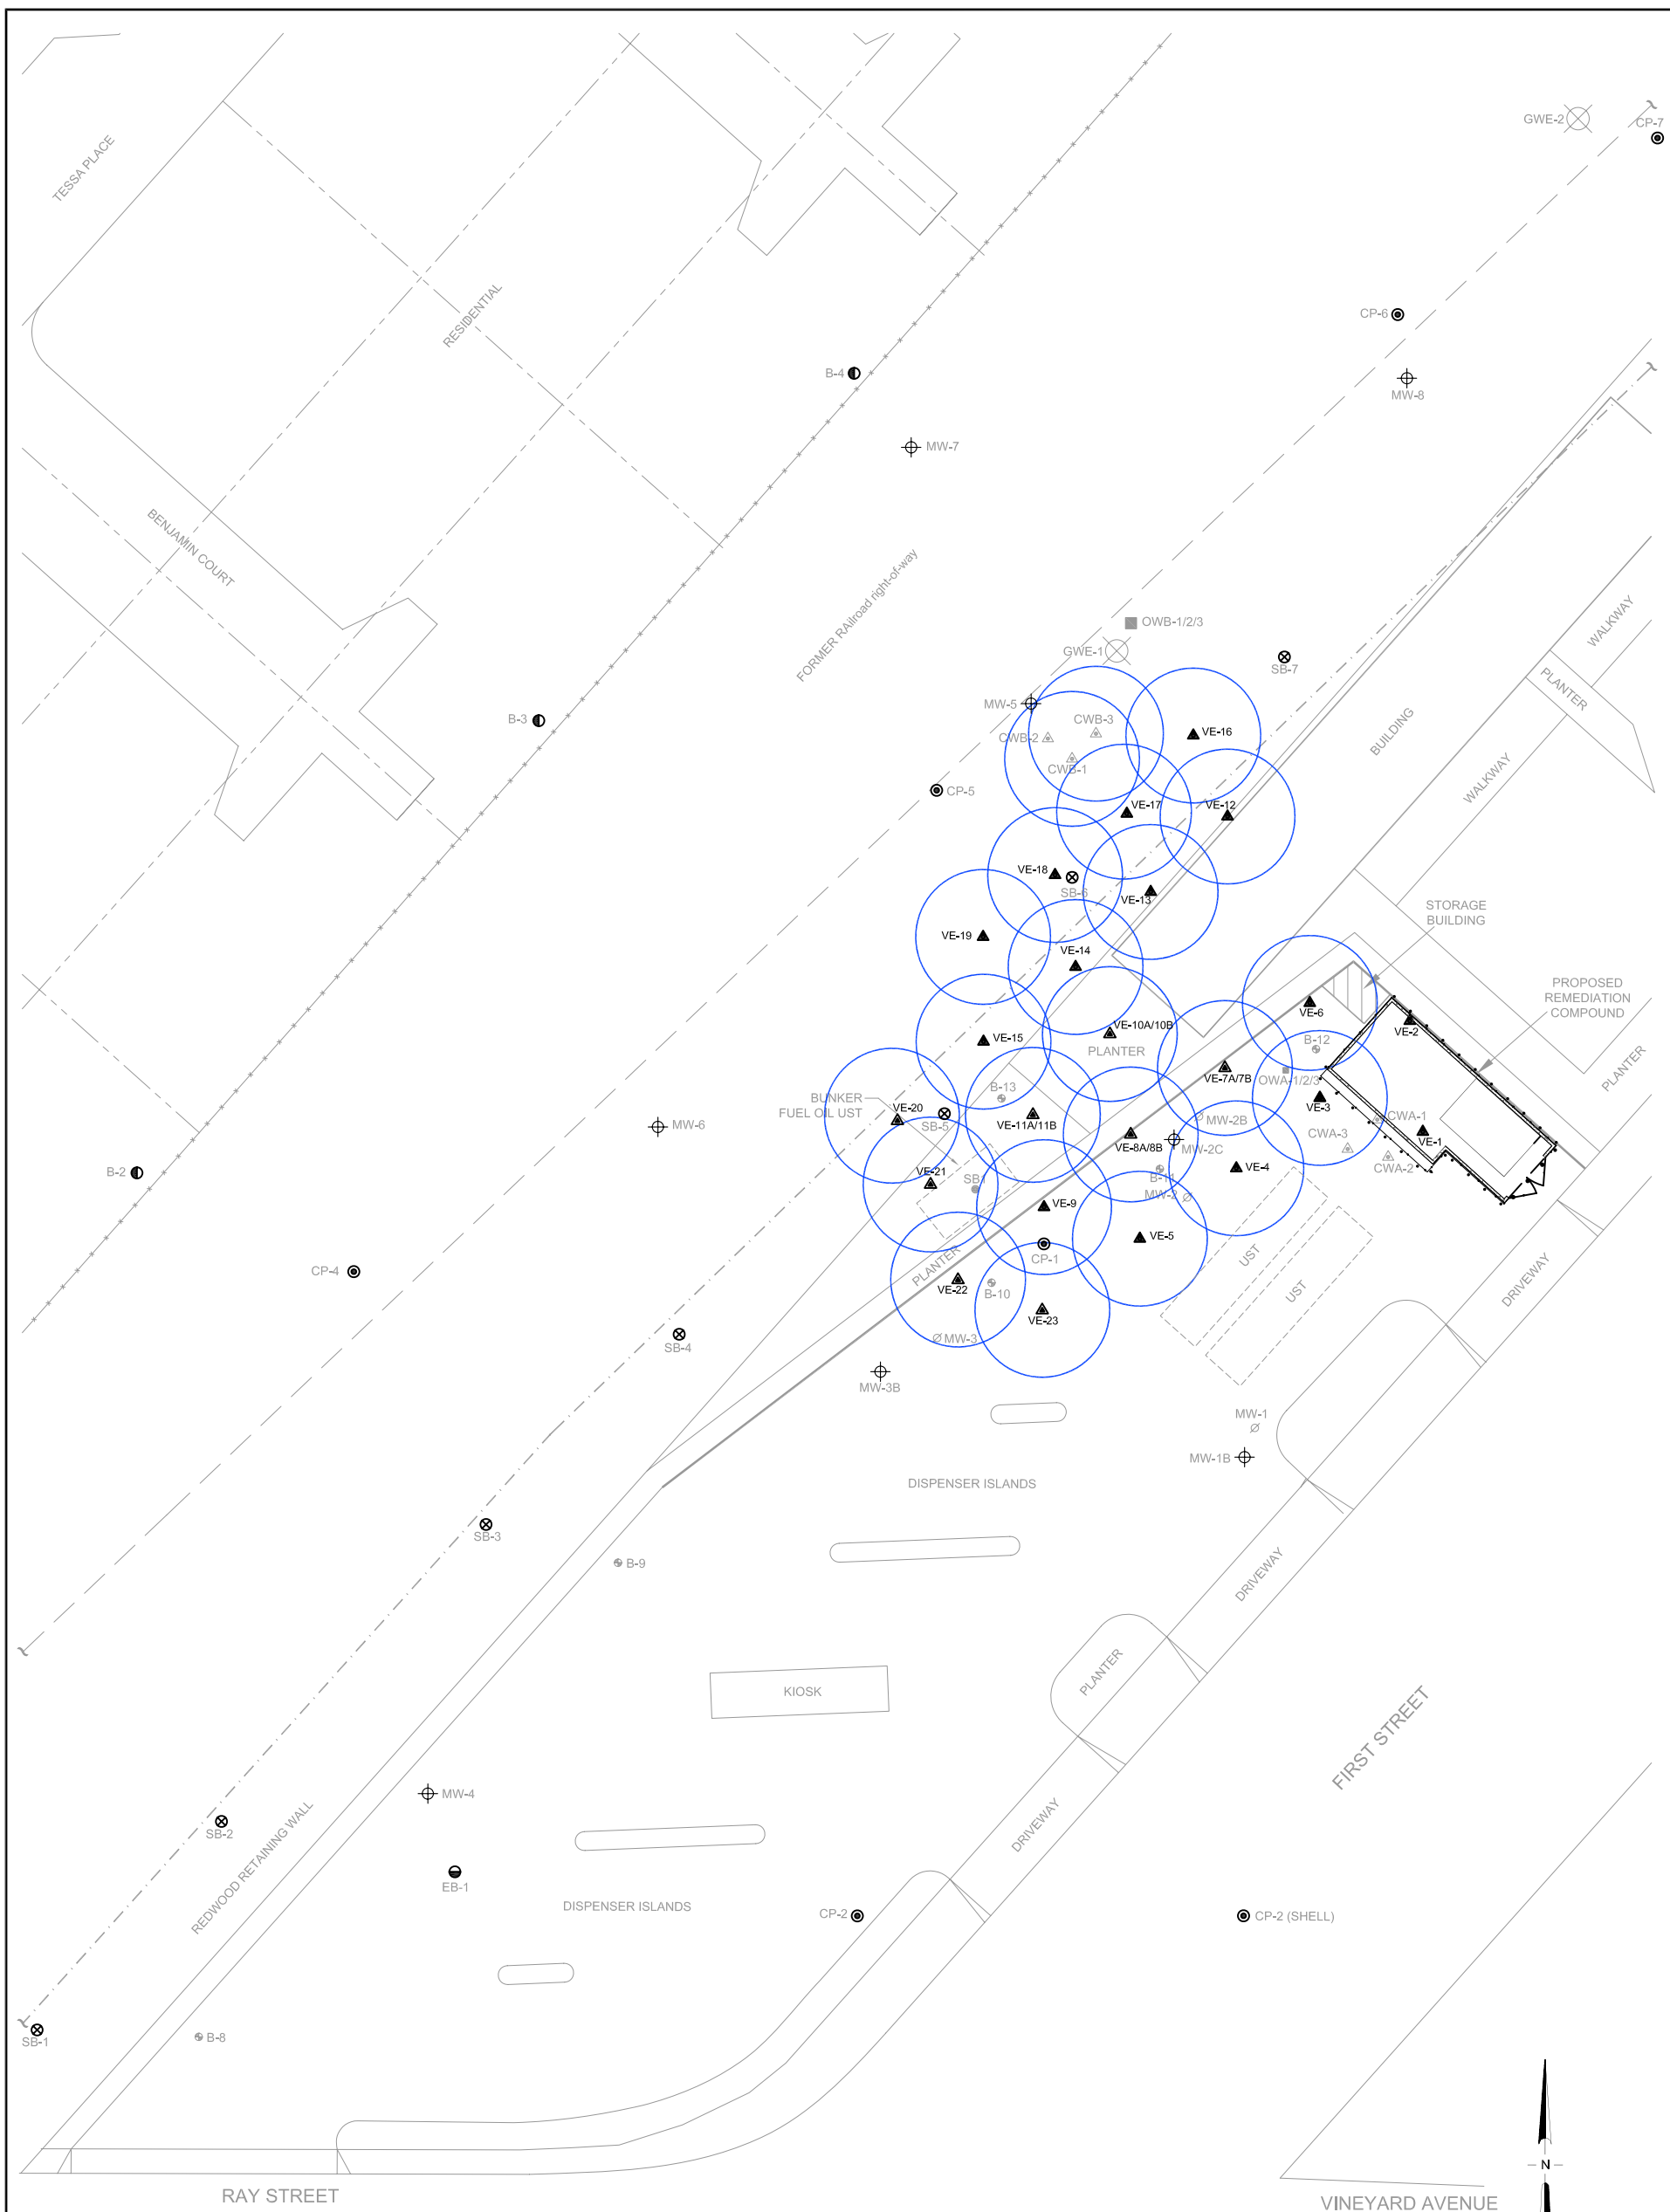 GWE-2
CP-7
TESSA PLACE
RESIDENTIAL
CP-6
B-4
MW-8
MW-7
BENJAMIN COURT
FORMER RAilroad right-of-way
OWB-1/2/3
GWE-1
SB-7
WALKWAY
PLANTER
MW-5
B-3
CWB-3
CWB-2
VE-16
BUILDING
CWB-1
WALKWAY
CP-5
VE-17
VE-12
VE-18
SB-6
VE-13
STORAGE
BUILDING
VE-19
VE-14
PROPOSED
REMEDIATION
COMPOUND
VE-6
VE-2
VE-10A/10B
VE-15
PLANTER
B-12
PLANTER
VE-7A/7B
OWA-1/2/3
B-13
VE-3
BUNKER
FUEL OIL UST
VE-20
SB-5
VE-11A/11B
MW-2B
CWA-1
MW-6
VE-8A/8B
MW-2C
CWA-3
VE-1
CWA-2
B-2
VE-21
SB1
B-11
VE-4
MW-2
VE-9
VE-5
CP-1
UST
PLANTER
CP-4
VE-22
B-10
UST
DRIVEWAY
VE-23
SB-4
MW-3
MW-3B
MW-1
MW-1B
DISPENSER ISLANDS
SB-3
B-9
DRIVEWAY
KIOSK
PLANTER
FIRST STREET
MW-4
SB-2
REDWOOD RETAINING WALL
DRIVEWAY
EB-1
DISPENSER ISLANDS
CP-2
CP-2 (SHELL)
SB-1
B-8
N
RAY STREET
VINEYARD AVENUE